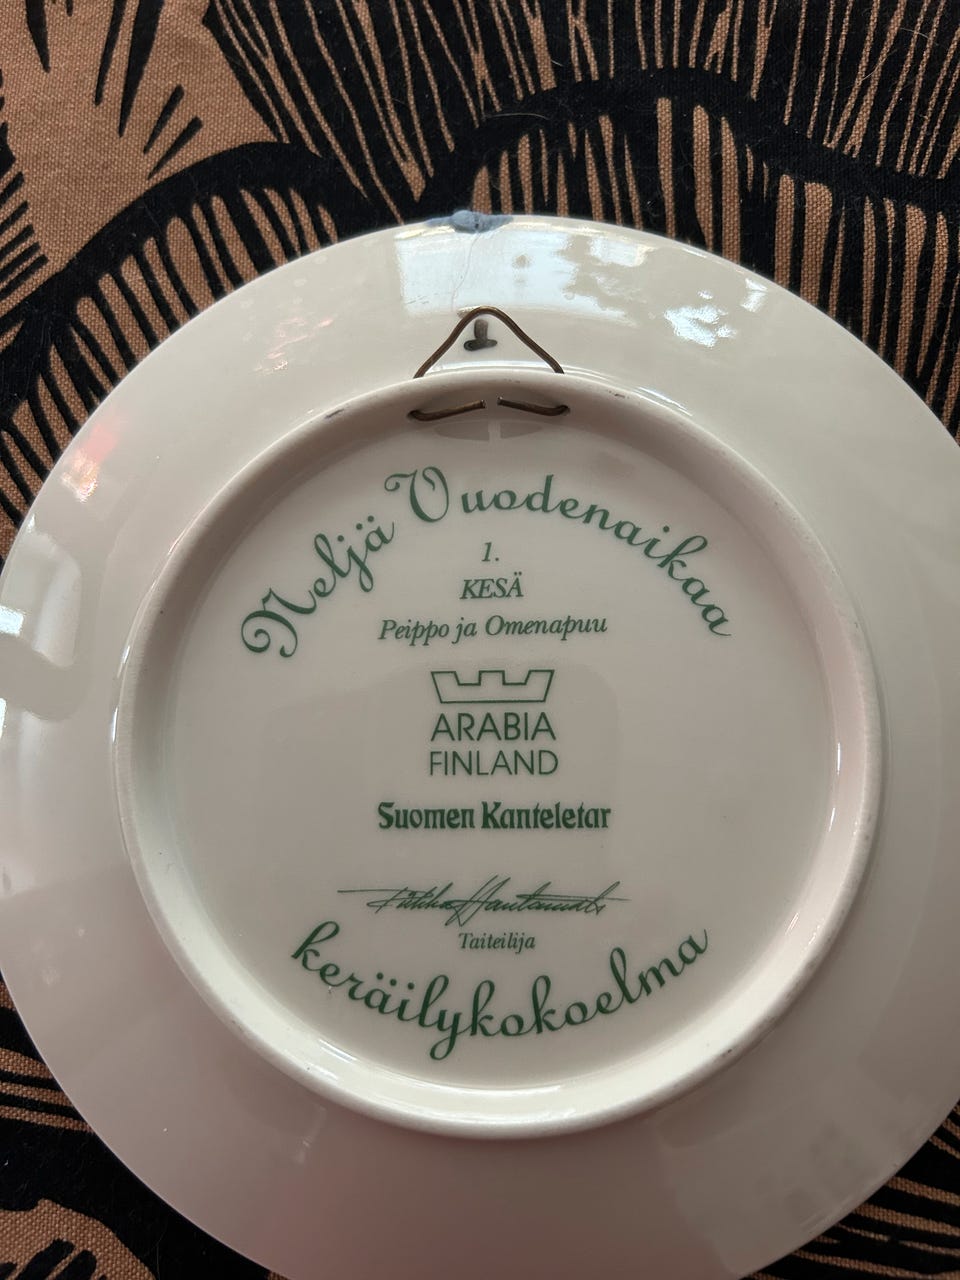 Neljä Vuodenaikaa
1.
KESÄ
Peippo ja Omenapuu
ARABIA
FINLAND
Suomen Kanteletar
Taiteilija
keräilykokoelma